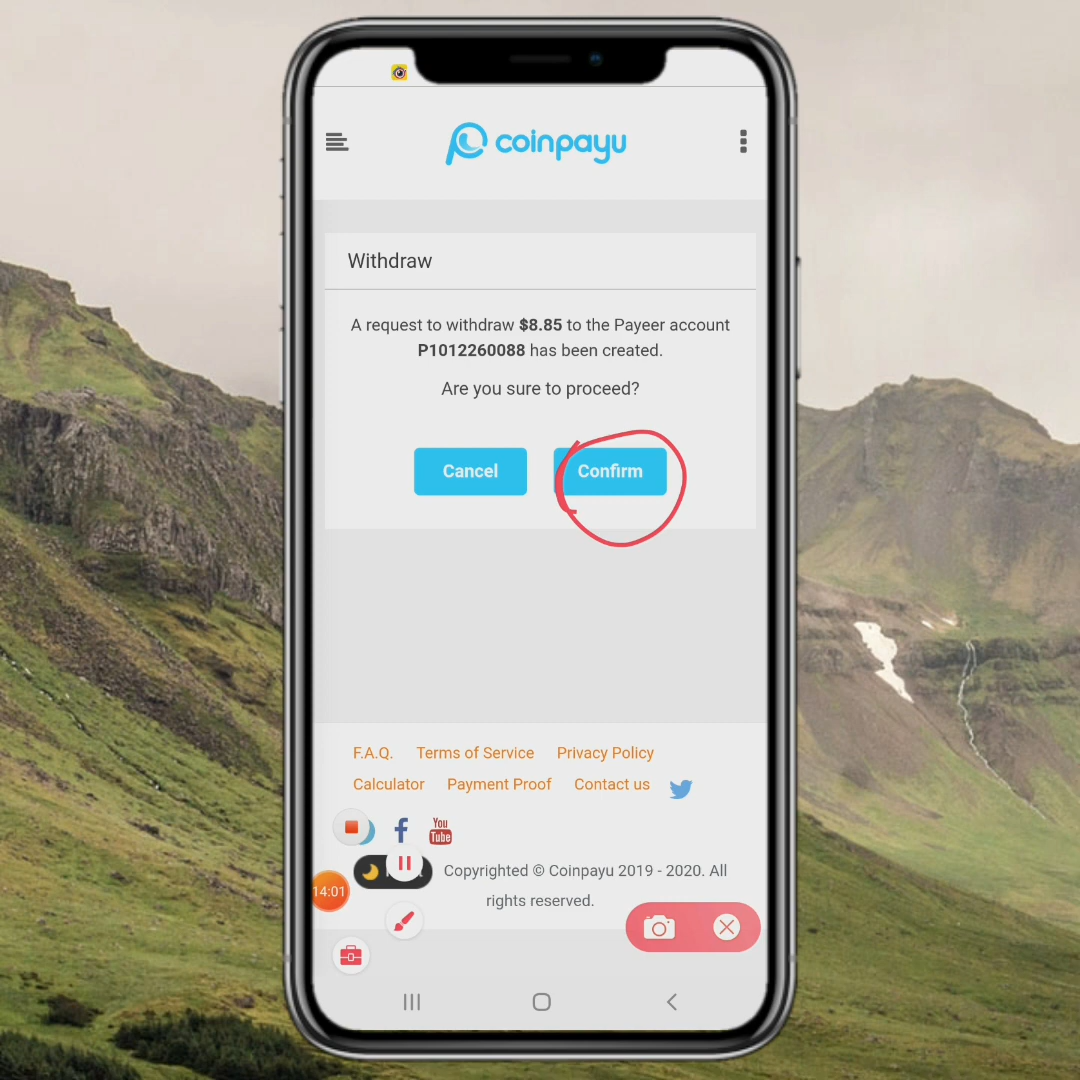 coinpayu
Withdraw
A request to withdraw $8.85 to the Payeer account
P1012260088 has been created.
Are you sure to proceed?
Cancel Confirm
F.A.Q. Terms of Service Privacy Policy
Calculator Payment Proof Contact us
You
Tube
Copyrighted © Coinpayu 2019 - 2020. All
rights reserved.
14:01